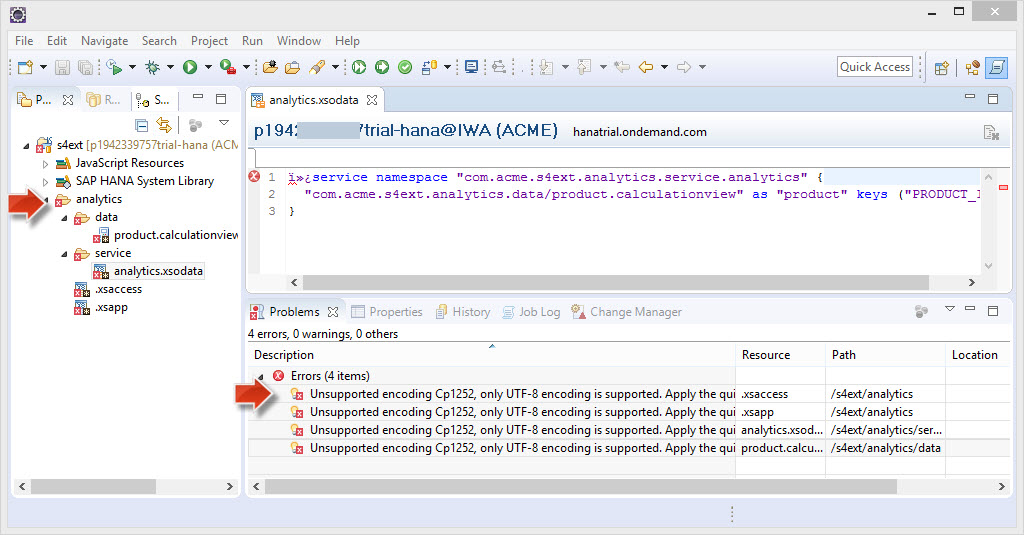 File Edit Navigate Search Project Run Window Help
Quick Access
P... R... S...
analytics.xsodata
s4ext [p1942339757trial-hana (ACM
JavaScript Resources
SAP HANA System Library
analytics
data
product.calculationview
service
analytics.xsodata
.xsaccess
.xsapp
p1942 7trial-hana@IWA (ACME) hanatrial.ondemand.com
1 ï»¿service namespace "com.acme.s4ext.analytics.service.analytics" {
2 "com.acme.s4ext.analytics.data/product.calculationview" as "product" keys ("PRODUCT_I
3 }
Problems Properties History Job Log Change Manager
4 errors, 0 warnings, 0 others
Description Resource Path Location
Errors (4 items)
Unsupported encoding Cp1252, only UTF-8 encoding is supported. Apply the qui .xsaccess /s4ext/analytics
Unsupported encoding Cp1252, only UTF-8 encoding is supported. Apply the qui .xsapp /s4ext/analytics
Unsupported encoding Cp1252, only UTF-8 encoding is supported. Apply the qui analytics.xsod... /s4ext/analytics/ser...
Unsupported encoding Cp1252, only UTF-8 encoding is supported. Apply the qui product.calcu... /s4ext/analytics/data